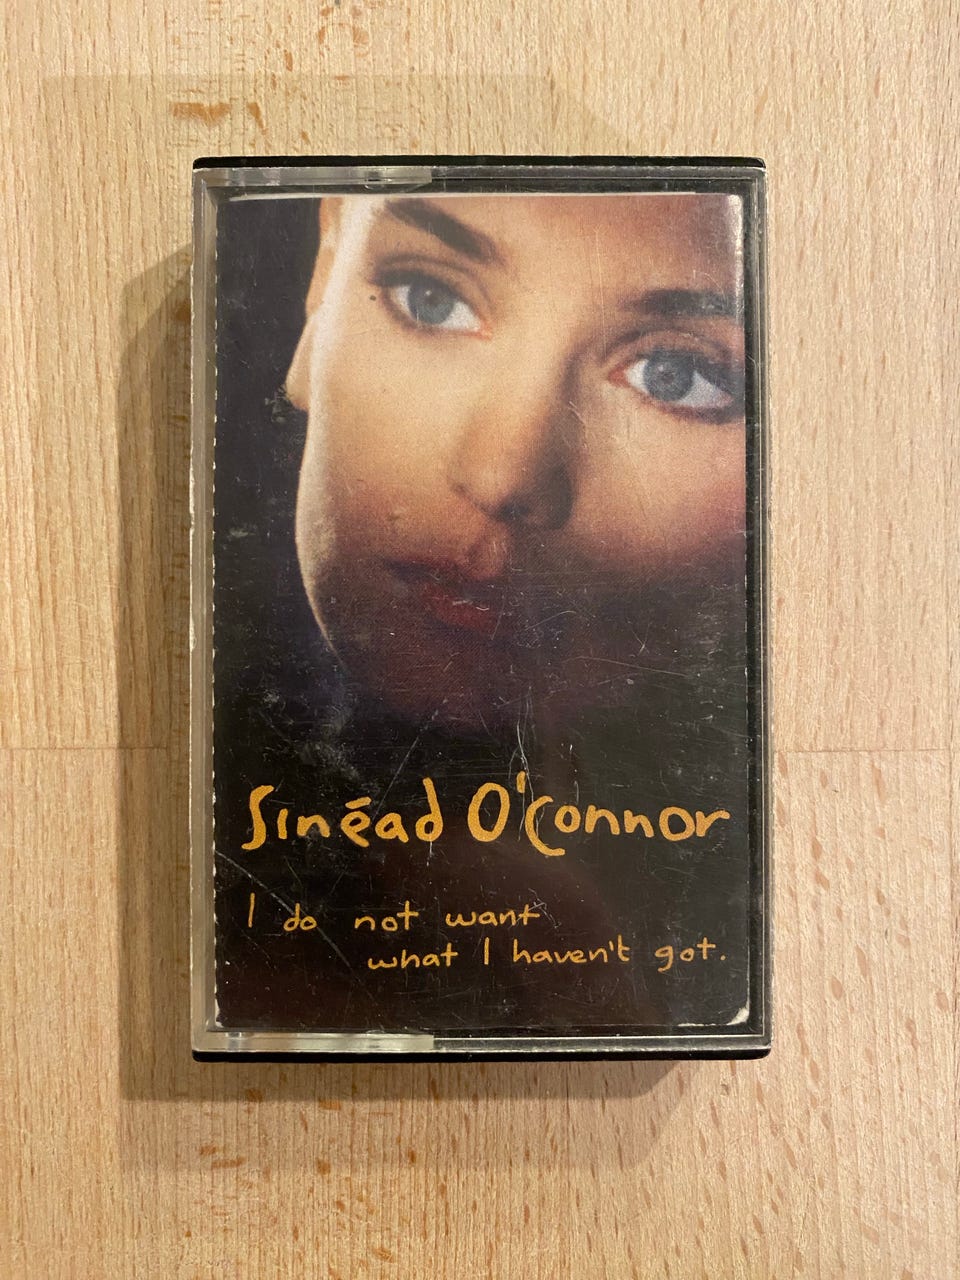 Sinéad O'Connor
I do not want
what I haven't got.